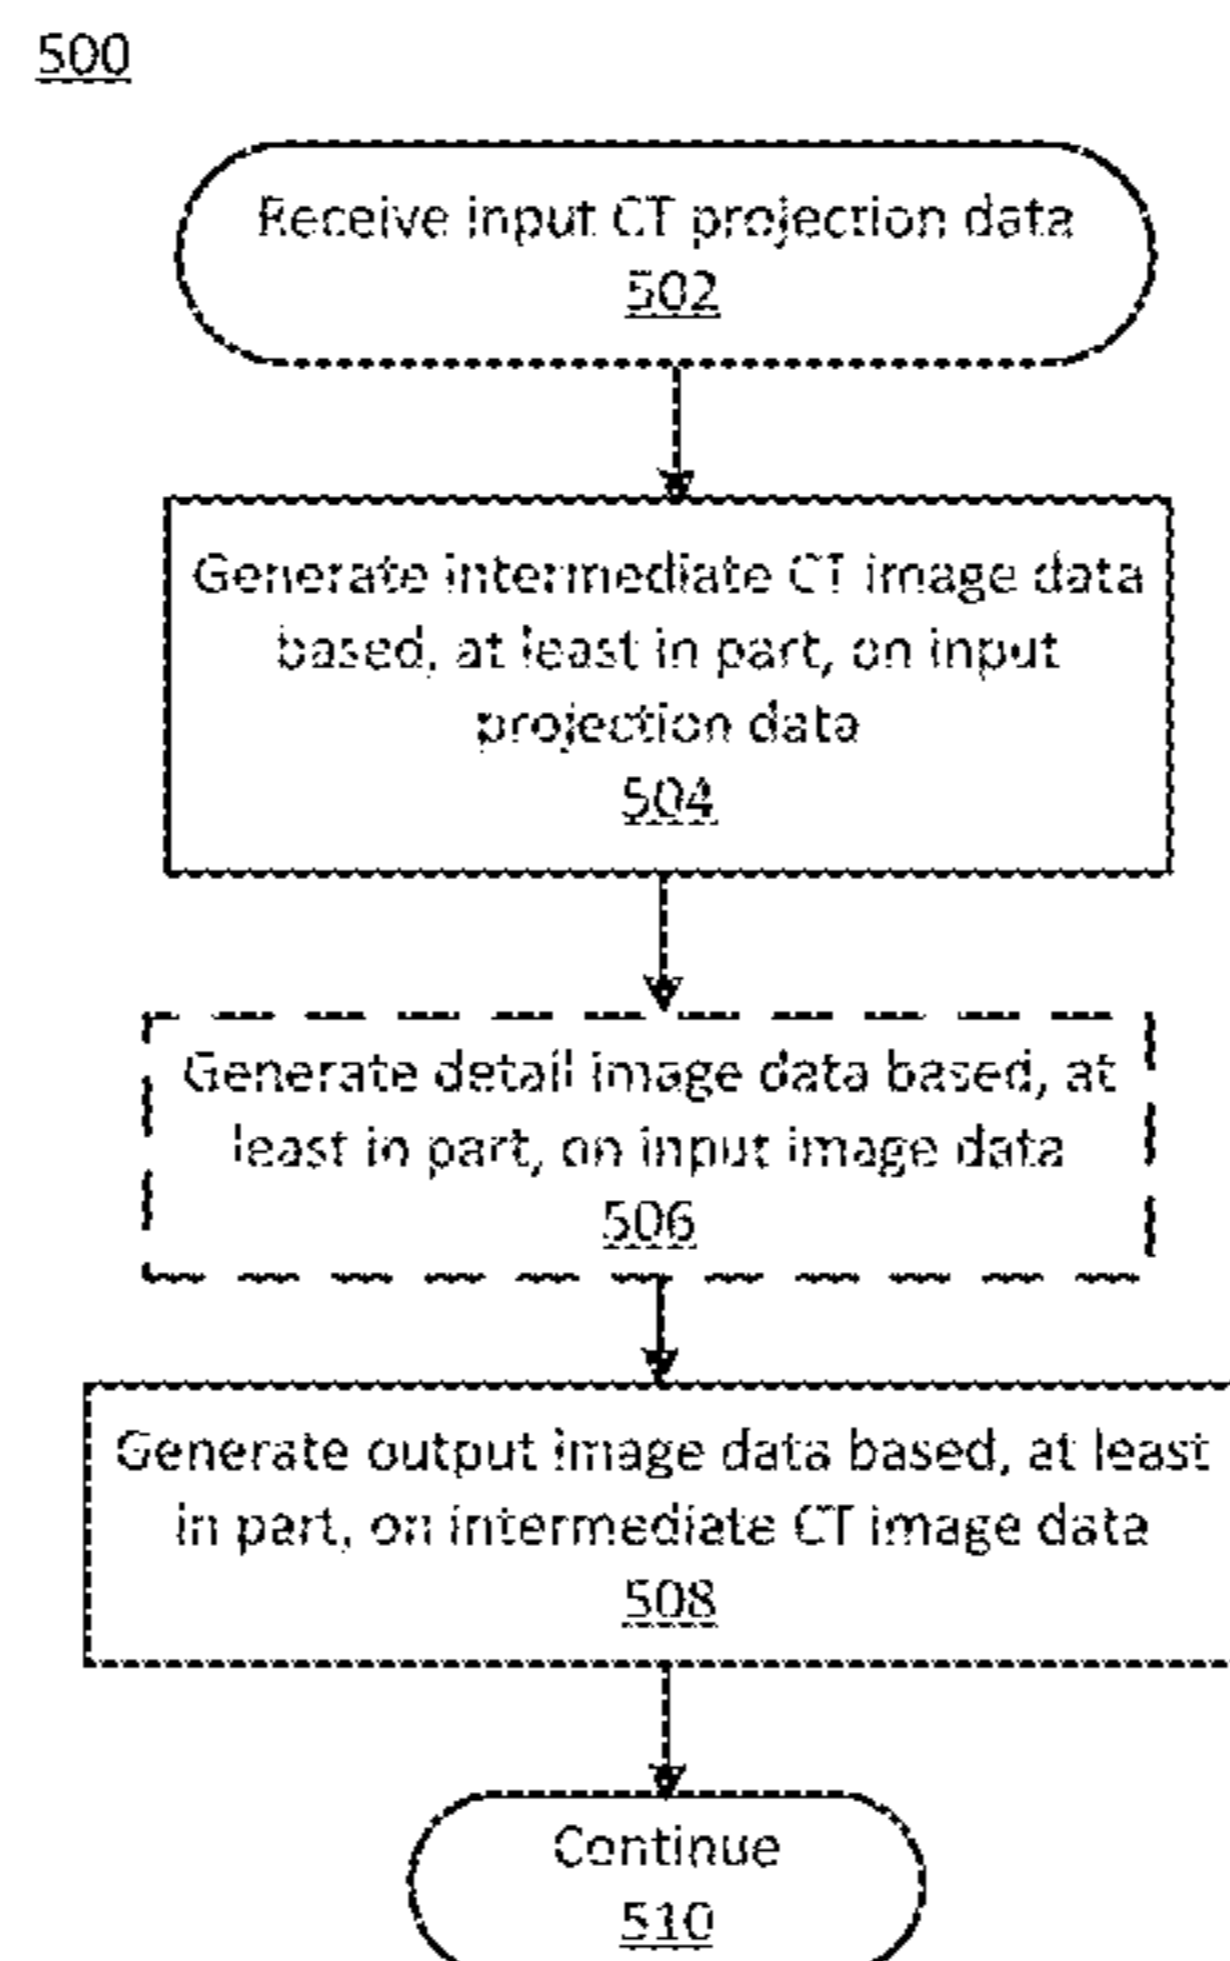 500
Receive input CT projection data
502
Generate intermediate CT image data
based, at least in part, on input
projection data
504
Generate detail image data based, at
least in part, on input image data
506
Generate output image data based, at least
in part, on intermediate CT image data
508
Continue
510